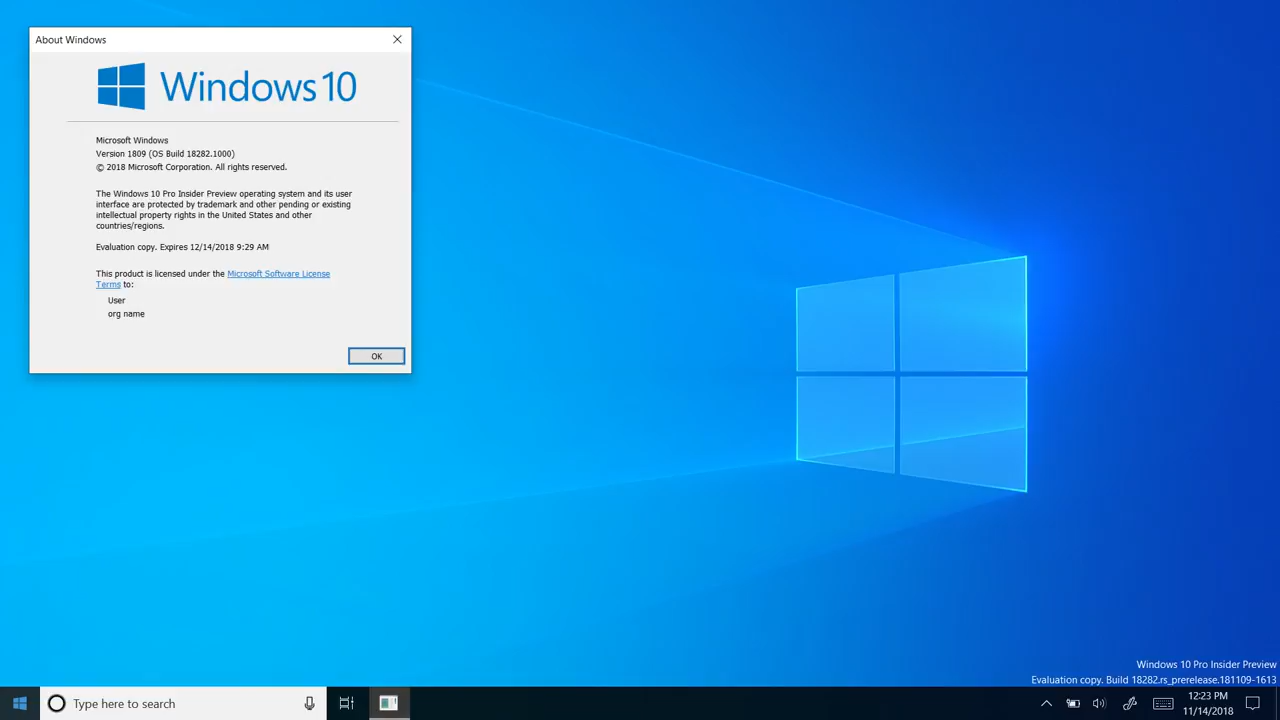 About Windows
Windows 10
Microsoft Windows
Version 1809 (OS Build 18282.1000)
© 2018 Microsoft Corporation. All rights reserved.
The Windows 10 Pro Insider Preview operating system and its user
interface are protected by trademark and other pending or existing
intellectual property rights in the United States and other
countries/regions.
Evaluation copy. Expires 12/14/2018 9:29 AM
This product is licensed under the Microsoft Software License
Terms to:
User
org name
OK
Windows 10 Pro Insider Preview
Evaluation copy. Build 18282.rs_prerelease.181109-1613
Type here to search
12:23 PM
11/14/2018